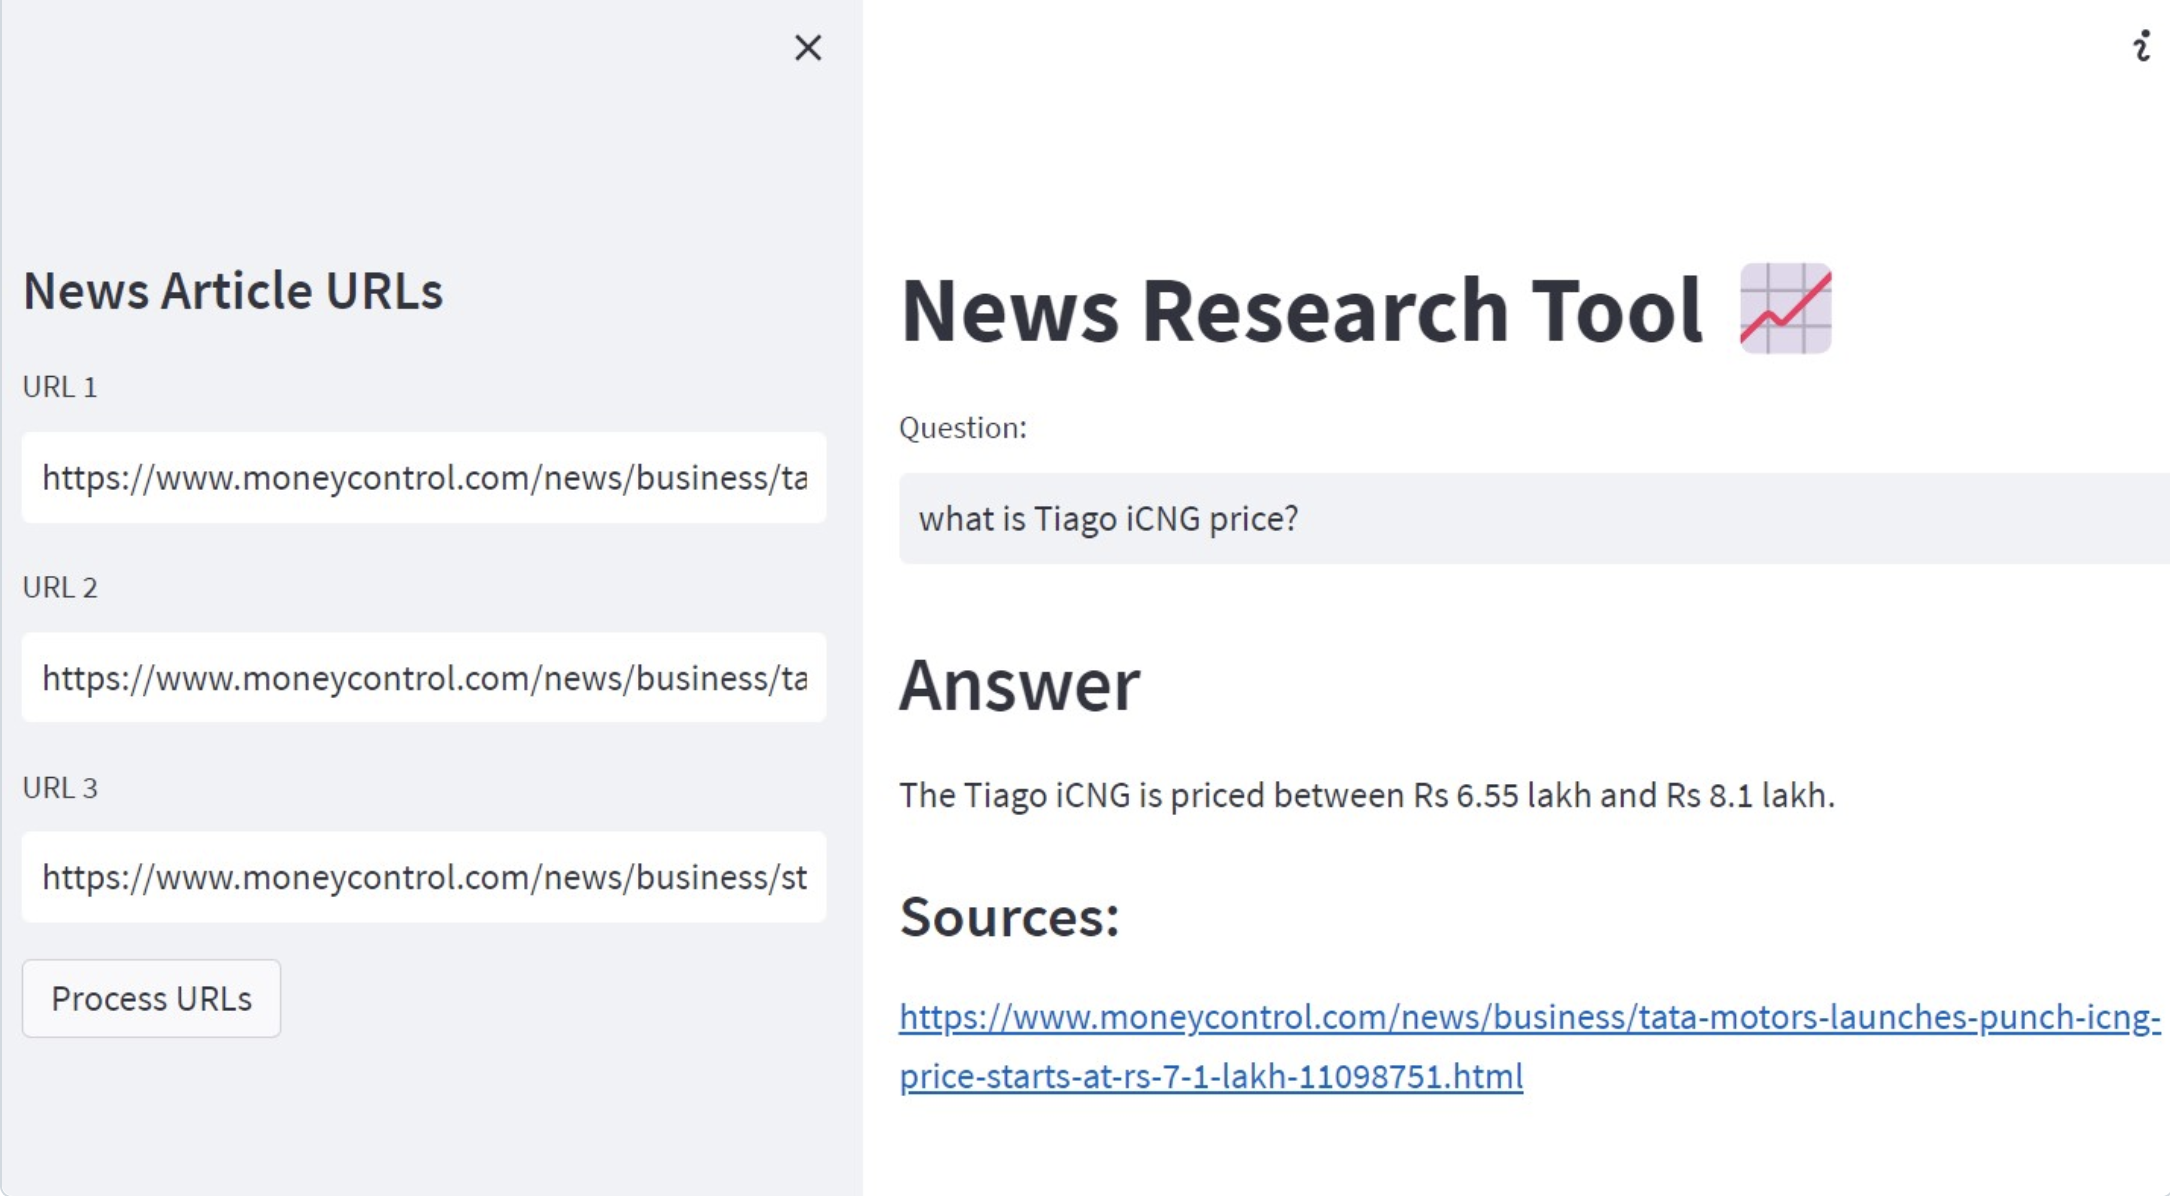 News Article URLs
URL 1
https://www.moneycontrol.com/news/business/ta
URL 2
https://www.moneycontrol.com/news/business/ta
URL 3
https://www.moneycontrol.com/news/business/st
Process URLs
News Research Tool
Question:
what is Tiago iCNG price?
Answer
The Tiago iCNG is priced between Rs 6.55 lakh and Rs 8.1 lakh.
Sources:
https://www.moneycontrol.com/news/business/tata-motors-launches-punch-icng-
price-starts-at-rs-7-1-lakh-11098751.html